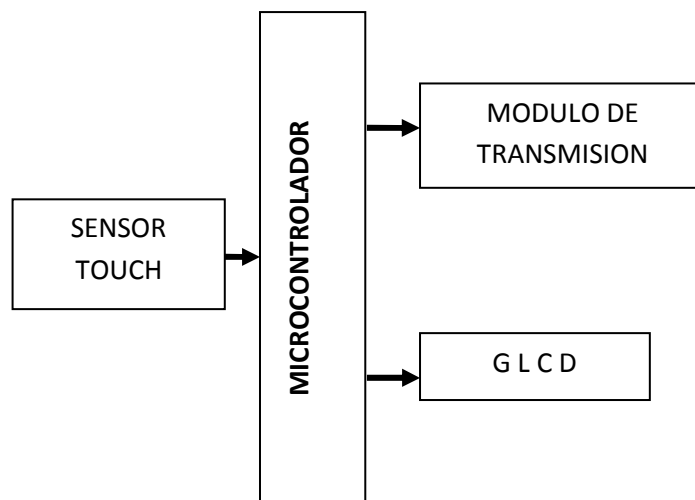 SENSOR
TOUCH
MICROCONTROLADOR
MODULO DE
TRANSMISION
G L C D